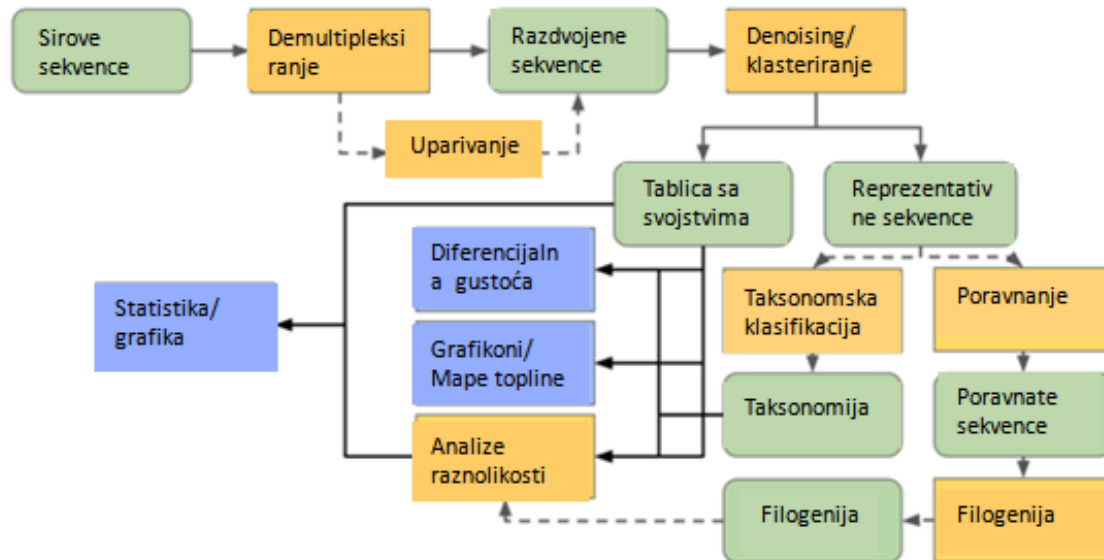 Sirove
sekvence
Demultipleksi
ranje
Razdvojene
sekvence
Denoising/
klasteriranje
Uparivanje
Tablica sa
svojstvima
Reprezentativ
ne sekvence
Diferencijaln
a gustoća
Statistika/
grafika
Taksonomska
klasifikacija
Poravnanje
Grafikoni/
Mape topline
Taksonomija
Poravnate
sekvence
Analize
raznolikosti
Filogenija
Filogenija